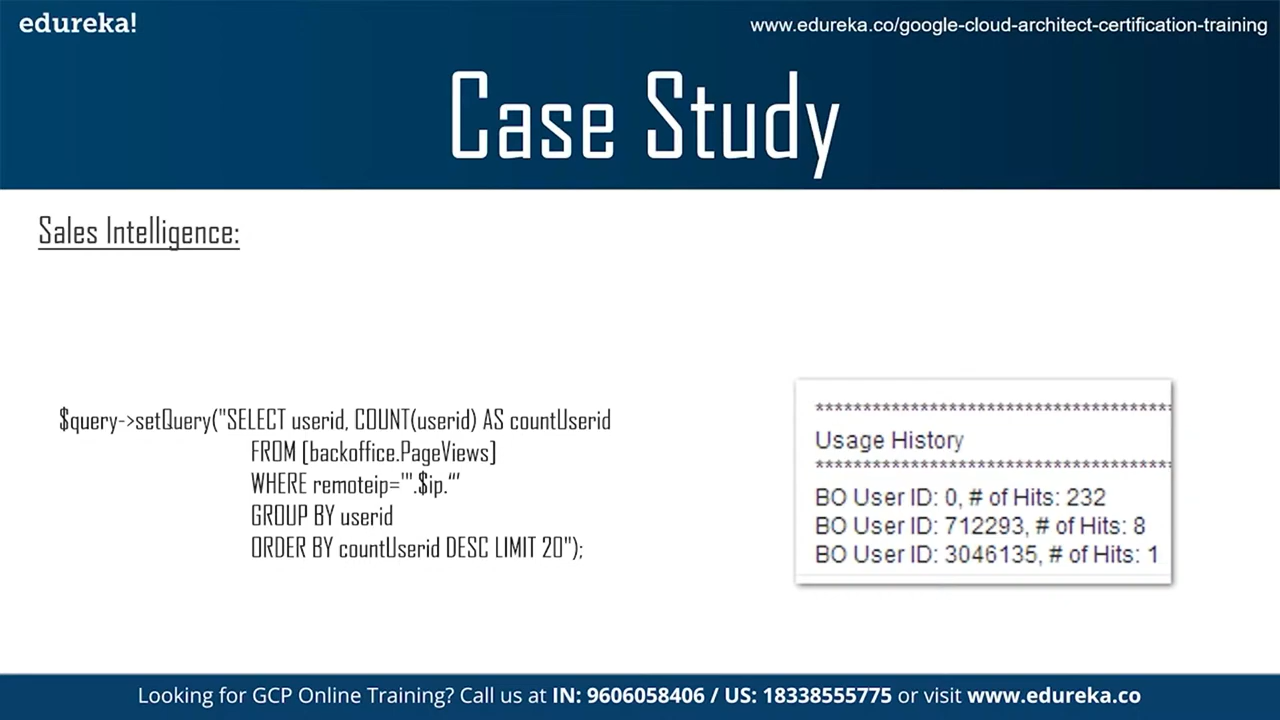 edureka!
www.edureka.co/google-cloud-architect-certification-training
Case Study
Sales Intelligence:
$query->setQuery("SELECT userid, COUNT(userid) AS countUserid
FROM [backoffice.PageViews]
WHERE remoteip='".$ip."'
GROUP BY userid
ORDER BY countUserid DESC LIMIT 20");
****************************************
Usage History
****************************************
BO User ID: 0, # of Hits: 232
BO User ID: 712293, # of Hits: 8
BO User ID: 3046135, # of Hits: 1
Looking for GCP Online Training? Call us at IN: 9606058406 / US: 18338555775 or visit www.edureka.co